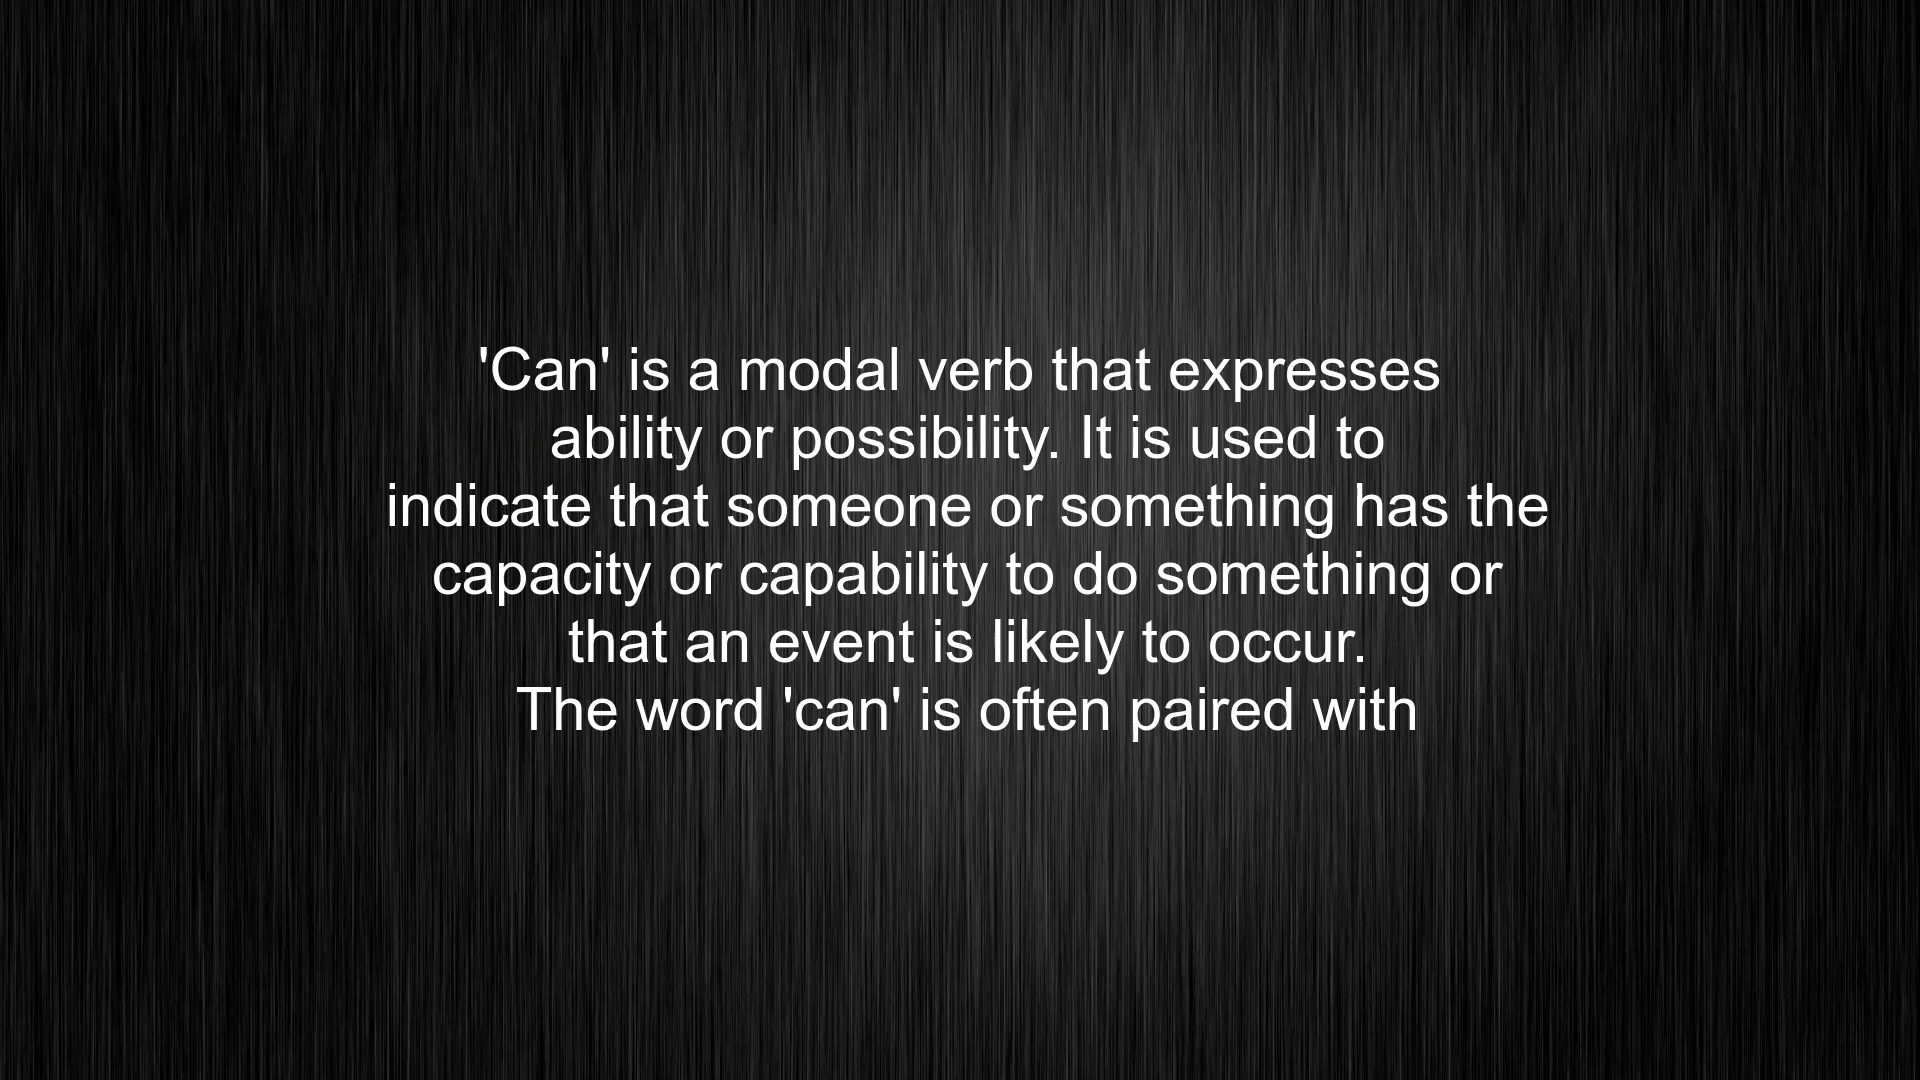 'Can' is a modal verb that expresses
ability or possibility. It is used to
indicate that someone or something has the
capacity or capability to do something or
that an event is likely to occur.
The word 'can' is often paired with